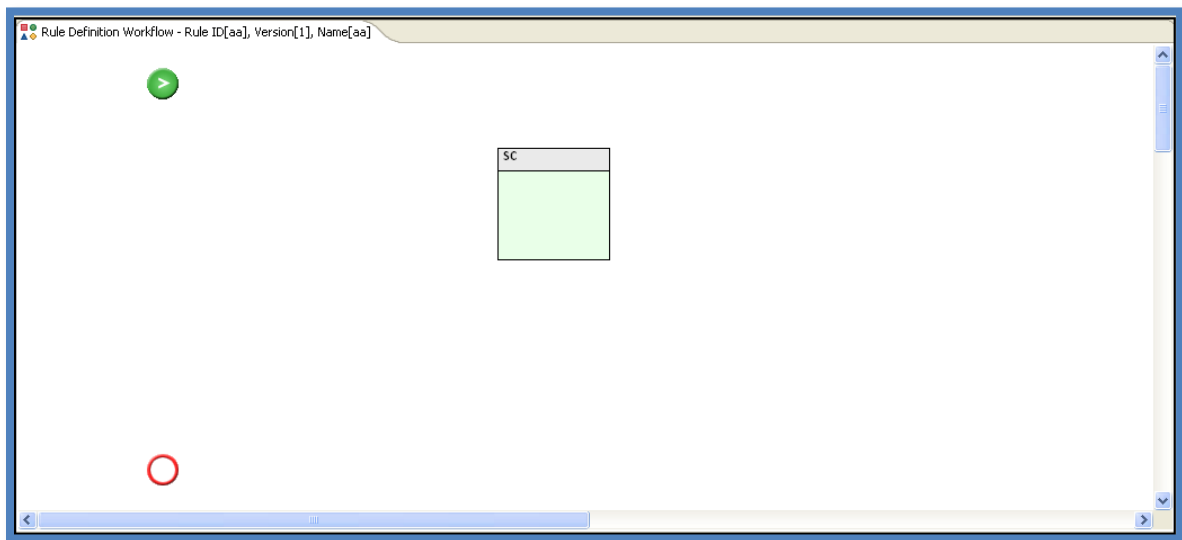 Rule Definition Workflow - Rule ID[aa], Version[1], Name[aa]
SC